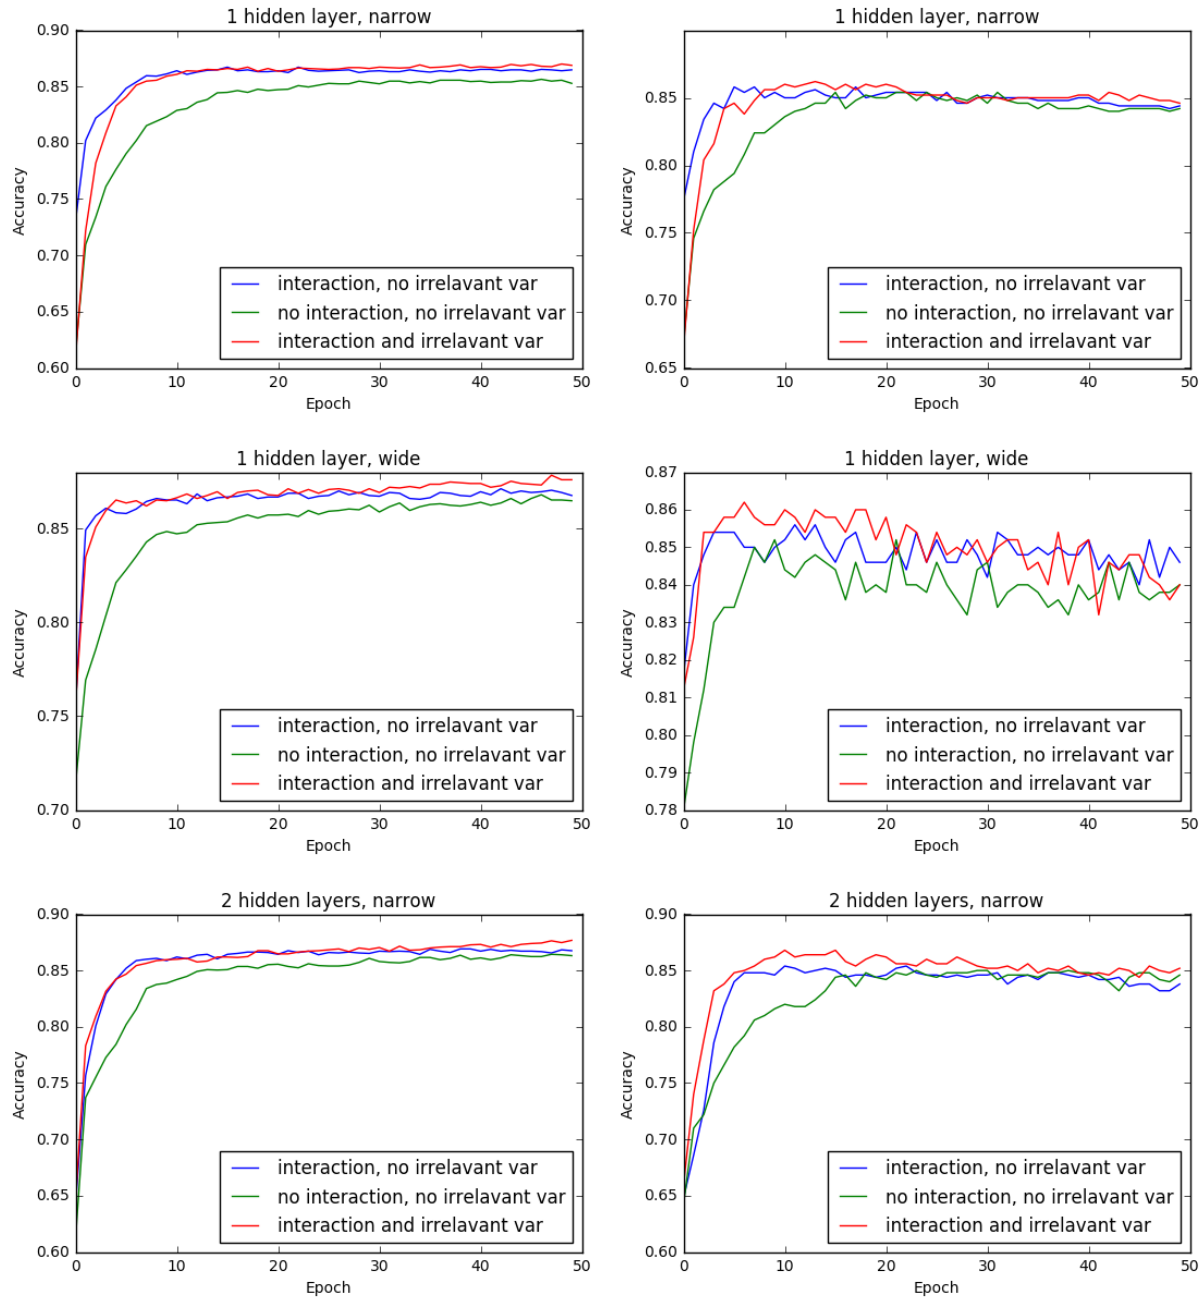 1 hidden layer, narrow
0.90
0.85
0.80
0.75
0.70
0.65
0.60
Accuracy
interaction, no irrelavant var
no interaction, no irrelavant var
interaction and irrelavant var
0 10 20 30 40 50
Epoch
1 hidden layer, narrow
0.85
0.80
0.75
0.70
0.65
Accuracy
interaction, no irrelavant var
no interaction, no irrelavant var
interaction and irrelavant var
0 10 20 30 40 50
Epoch
1 hidden layer, wide
0.85
0.80
0.75
0.70
Accuracy
interaction, no irrelavant var
no interaction, no irrelavant var
interaction and irrelavant var
0 10 20 30 40 50
Epoch
1 hidden layer, wide
0.87
0.86
0.85
0.84
0.83
0.82
0.81
0.80
0.79
0.78
Accuracy
interaction, no irrelavant var
no interaction, no irrelavant var
interaction and irrelavant var
0 10 20 30 40 50
Epoch
2 hidden layers, narrow
0.90
0.85
0.80
0.75
0.70
0.65
0.60
Accuracy
interaction, no irrelavant var
no interaction, no irrelavant var
interaction and irrelavant var
0 10 20 30 40 50
Epoch
2 hidden layers, narrow
0.90
0.85
0.80
0.75
0.70
0.65
0.60
Accuracy
interaction, no irrelavant var
no interaction, no irrelavant var
interaction and irrelavant var
0 10 20 30 40 50
Epoch